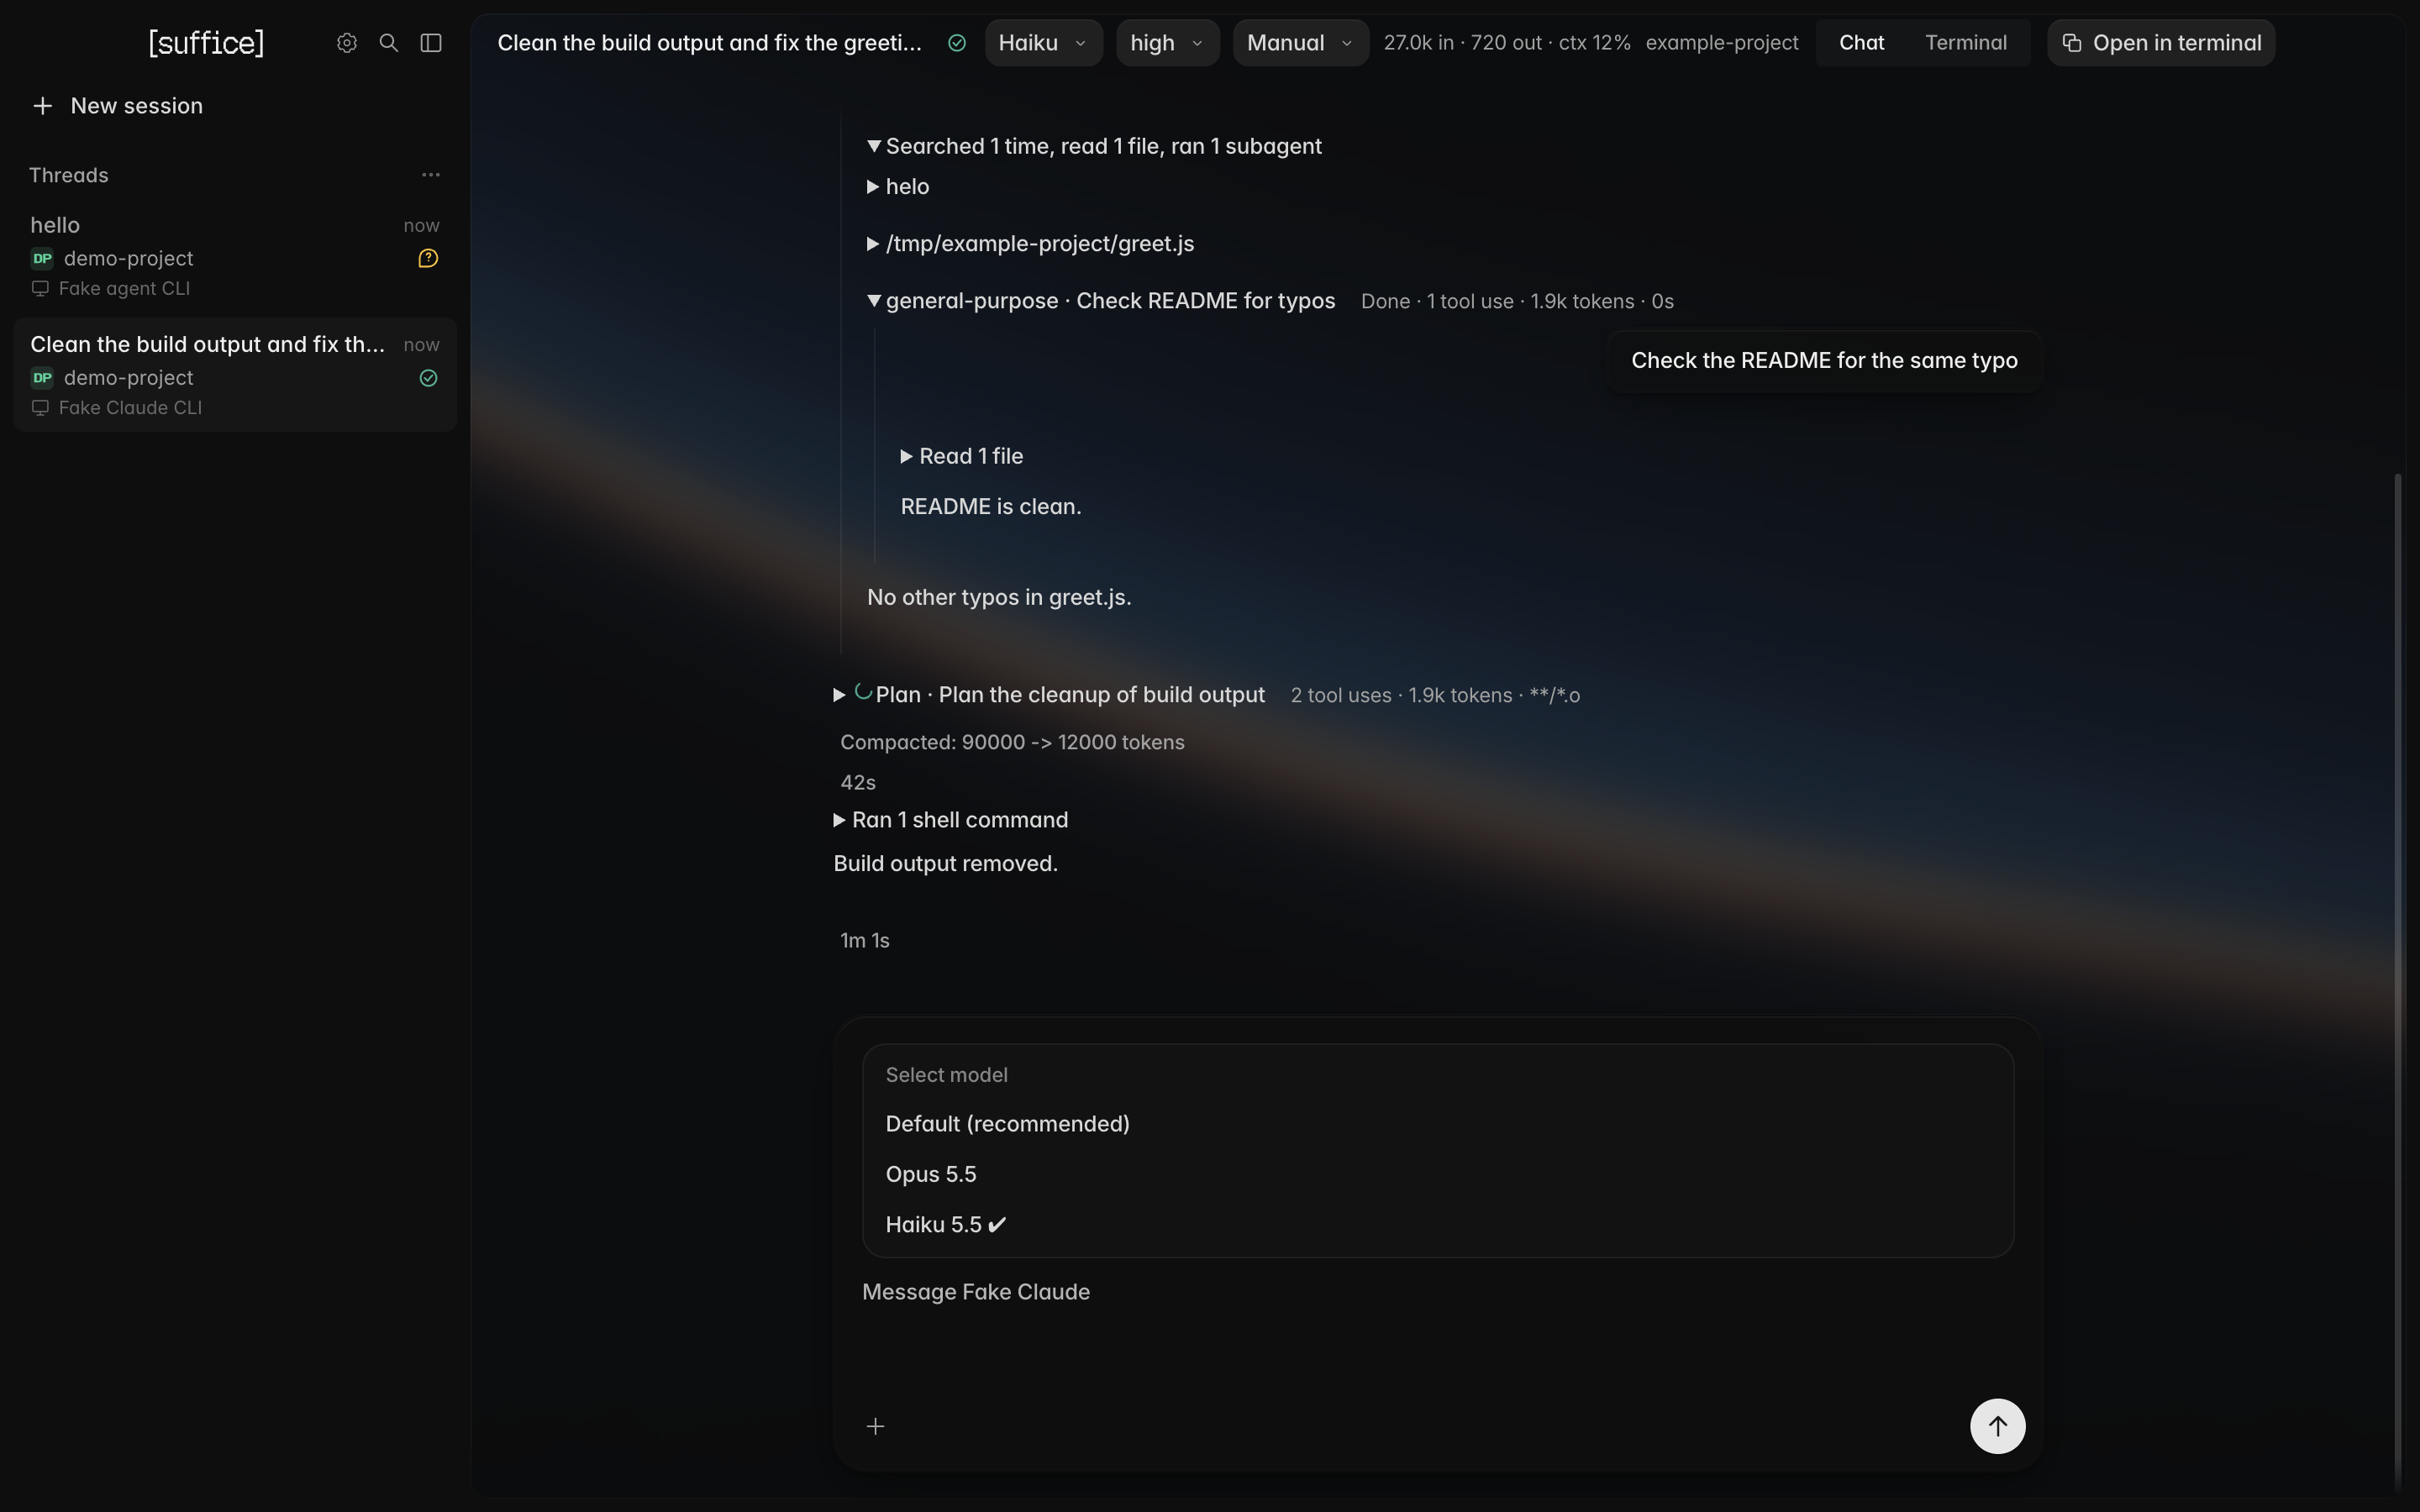 [suffice]
New session
Threads
hello now
DP demo-project
Fake agent CLI
Clean the build output and fix th... now
DP demo-project
Fake Claude CLI
Clean the build output and fix the greeti... Haiku high Manual 27.0k in · 720 out · ctx 12% example-project Chat Terminal Open in terminal
Searched 1 time, read 1 file, ran 1 subagent
helo
/tmp/example-project/greet.js
general-purpose · Check README for typos Done · 1 tool use · 1.9k tokens · 0s
Check the README for the same typo
Read 1 file
README is clean.
No other typos in greet.js.
Plan · Plan the cleanup of build output 2 tool uses · 1.9k tokens · **/*.o
Compacted: 90000 -> 12000 tokens
42s
Ran 1 shell command
Build output removed.
1m 1s
Select model
Default (recommended)
Opus 5.5
Haiku 5.5 ✔
Message Fake Claude